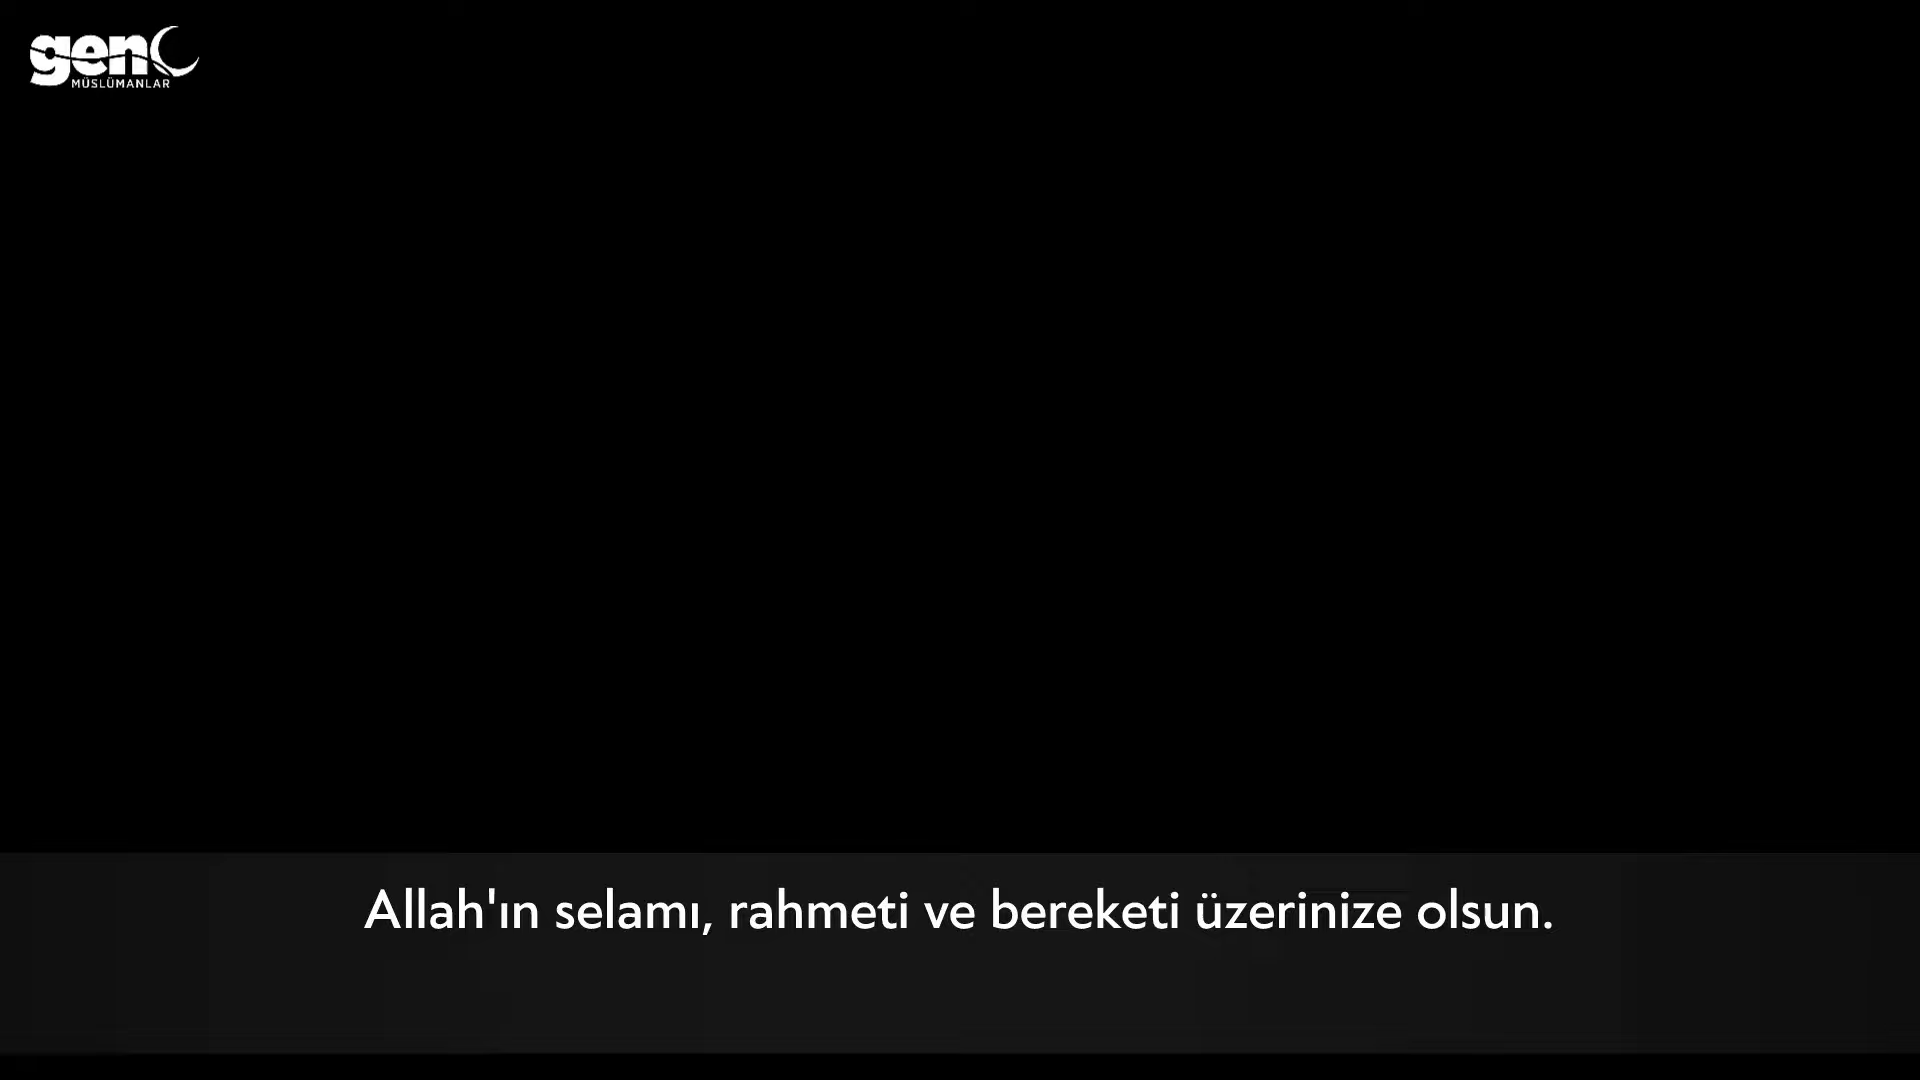 genç
MÜSLÜMANLAR
Allah'ın selamı, rahmeti ve bereketi üzerinize olsun.